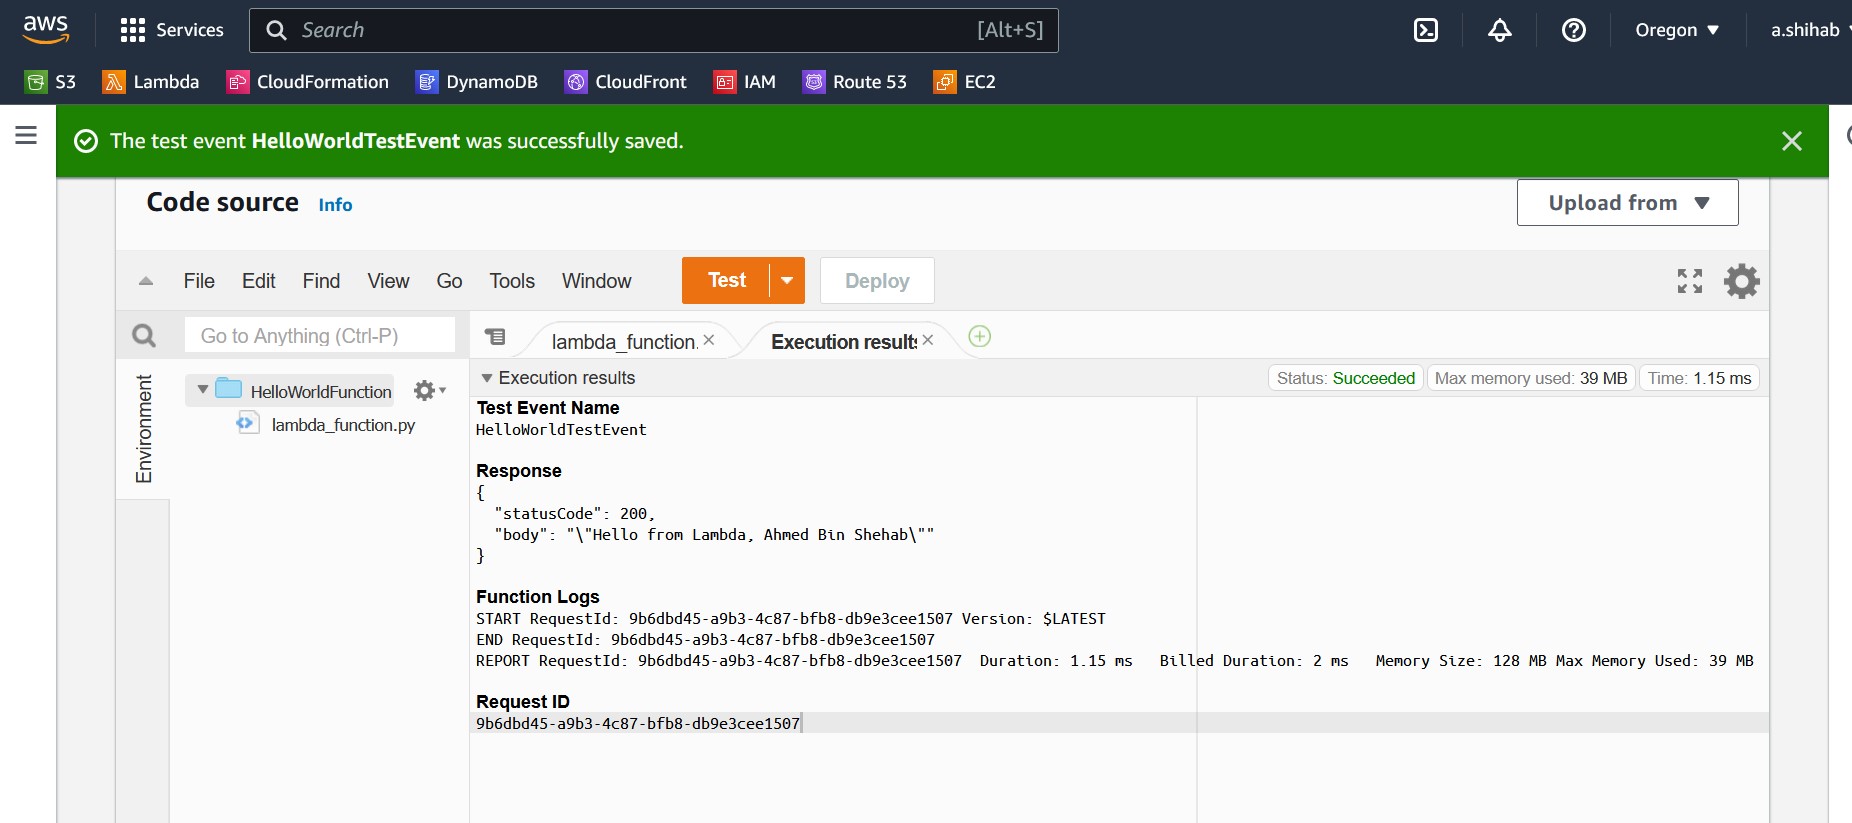 aws
Services
Search
[Alt+S]
Oregon
a.shihab
S3
Lambda
CloudFormation
DynamoDB
CloudFront
IAM
Route 53
EC2
The test event HelloWorldTestEvent was successfully saved.
Code source Info
Upload from
File Edit Find View Go Tools Window
Test
Deploy
Go to Anything (Ctrl-P)
lambda_function.
Execution results
Execution results
Status: Succeeded
Max memory used: 39 MB
Time: 1.15 ms
Environment
HelloWorldFunction
lambda_function.py
Test Event Name
HelloWorldTestEvent
Response
{
"statusCode": 200,
"body": "\"Hello from Lambda, Ahmed Bin Shehab\""
}
Function Logs
START RequestId: 9b6dbd45-a9b3-4c87-bfb8-db9e3cee1507 Version: $LATEST
END RequestId: 9b6dbd45-a9b3-4c87-bfb8-db9e3cee1507
REPORT RequestId: 9b6dbd45-a9b3-4c87-bfb8-db9e3cee1507 Duration: 1.15 ms Billed Duration: 2 ms Memory Size: 128 MB Max Memory Used: 39 MB
Request ID
9b6dbd45-a9b3-4c87-bfb8-db9e3cee1507